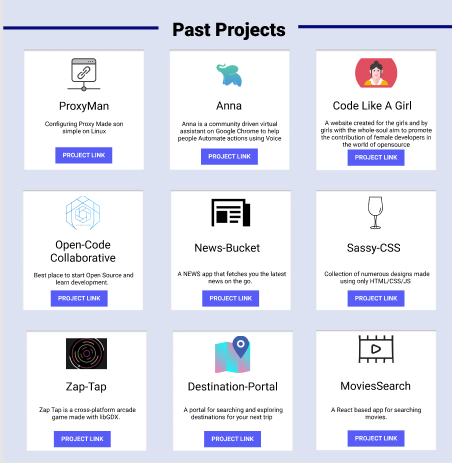 Past Projects
ProxyMan
Configuring Proxy Made son
simple on Linux
PROJECT LINK
Anna
Anna is a community driven virtual
assistant on Google Chrome to help
people Automate actions using Voice
PROJECT LINK
Code Like A Girl
A website created for the girls and by
girls with the whole-soul aim to promote
the contribution of female developers in
the world of opensource
PROJECT LINK
Open-Code
Collaborative
Best place to start Open Source and
learn development.
PROJECT LINK
News-Bucket
A NEWS app that fetches you the latest
news on the go.
PROJECT LINK
Sassy-CSS
Collection of numerous designs made
using only HTML/CSS/JS
PROJECT LINK
Zap-Tap
Zap Tap is a cross-platform arcade
game made with libGDX.
PROJECT LINK
Destination-Portal
A portal for searching and exploring
destinations for your next trip
PROJECT LINK
MoviesSearch
A React based app for searching
movies.
PROJECT LINK